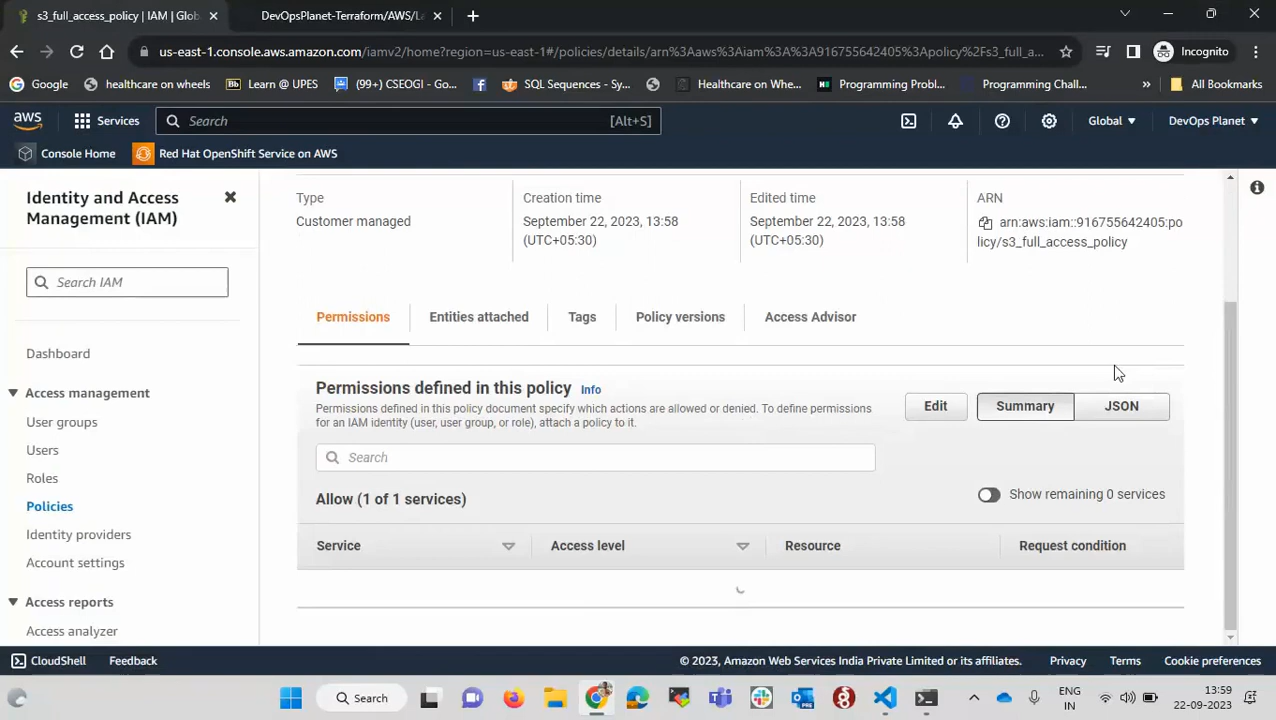 s3_full_access_policy | IAM | Glob
DevOpsPlanet-Terraform/AWS/La
us-east-1.console.aws.amazon.com/iamv2/home?region=us-east-1#/policies/details/arn%3Aaws%3Aiam%3A%3A916755642405%3Apolicy%2Fs3_full_a...
Incognito
Google
healthcare on wheels
Bb Learn @ UPES
(99+) CSEOGI - Go...
SQL Sequences - Sy...
Healthcare on Whe...
Programming Probl...
Programming Chall...
»
All Bookmarks
aws
Services
Search
[Alt+S]
Global
DevOps Planet
Console Home
Red Hat OpenShift Service on AWS
Identity and Access
Management (IAM)
Search IAM
Dashboard
Access management
User groups
Users
Roles
Policies
Identity providers
Account settings
Access reports
Access analyzer
Type
Customer managed
Creation time
September 22, 2023, 13:58
(UTC+05:30)
Edited time
September 22, 2023, 13:58
(UTC+05:30)
ARN
arn:aws:iam::916755642405:po
licy/s3_full_access_policy
Permissions
Entities attached
Tags
Policy versions
Access Advisor
Permissions defined in this policy Info
Permissions defined in this policy document specify which actions are allowed or denied. To define permissions
for an IAM identity (user, user group, or role), attach a policy to it.
Edit
Summary
JSON
Search
Allow (1 of 1 services)
Show remaining 0 services
Service
Access level
Resource
Request condition
CloudShell
Feedback
© 2023, Amazon Web Services India Private Limited or its affiliates.
Privacy
Terms
Cookie preferences
Search
ENG
IN
13:59
22-09-2023